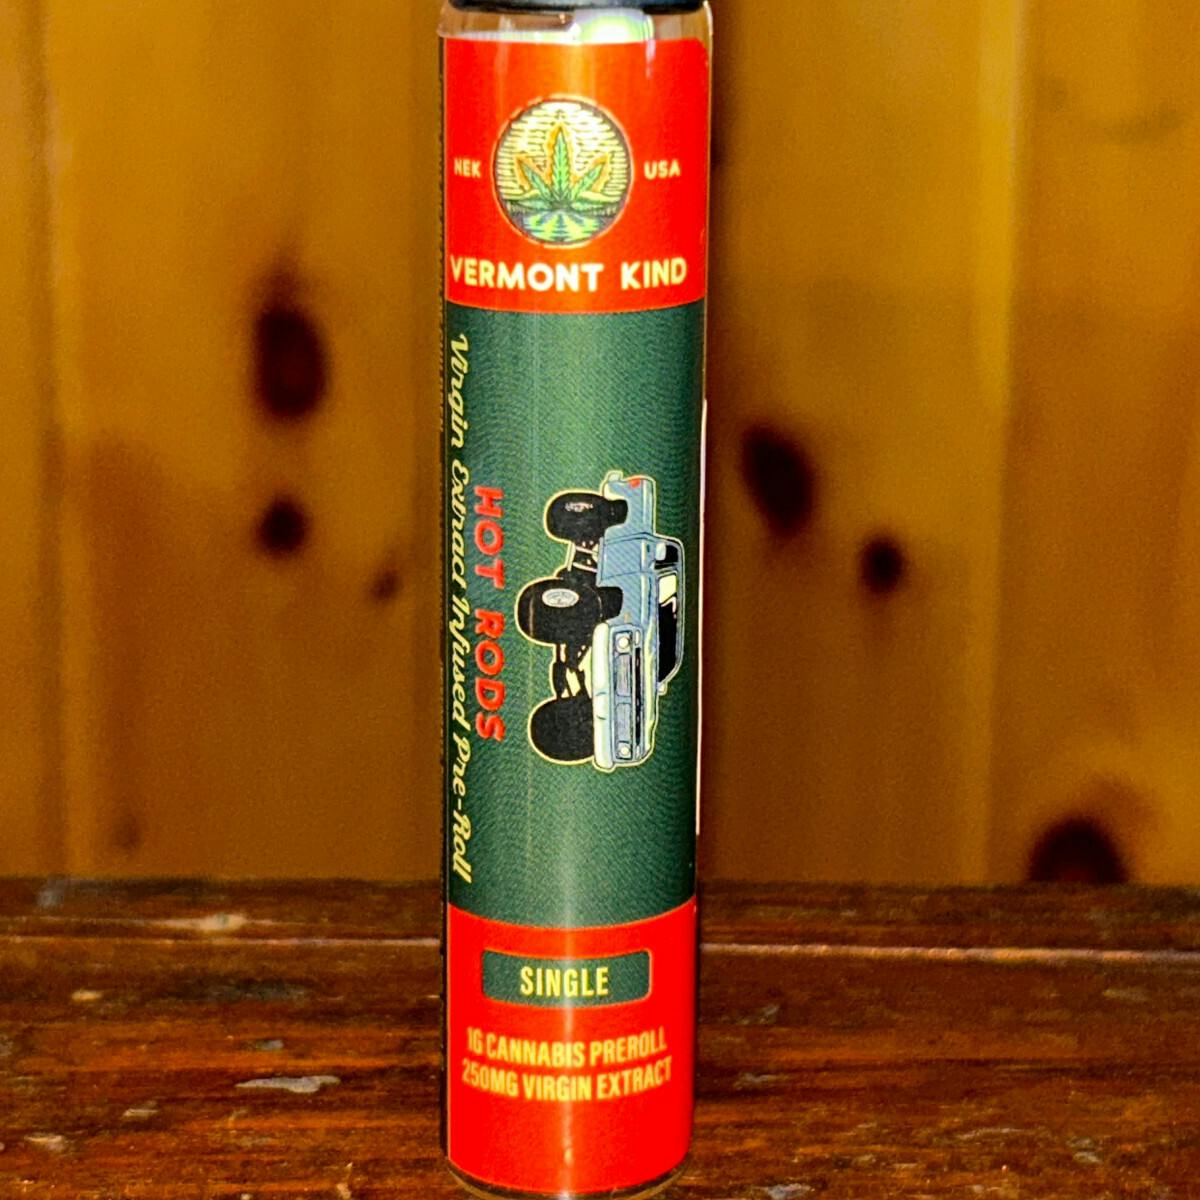 NEK
USA
VERMONT KIND
HOT RODS
Virgin Extract Infused Pre-Roll
SINGLE
1G CANNABIS PREROLL
250MG VIRGIN EXTRACT